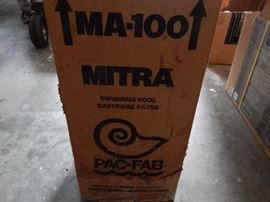 MA-100
MITRA
SWIMMING POOL
CARTRIDGE FILTER
PAC-FAB